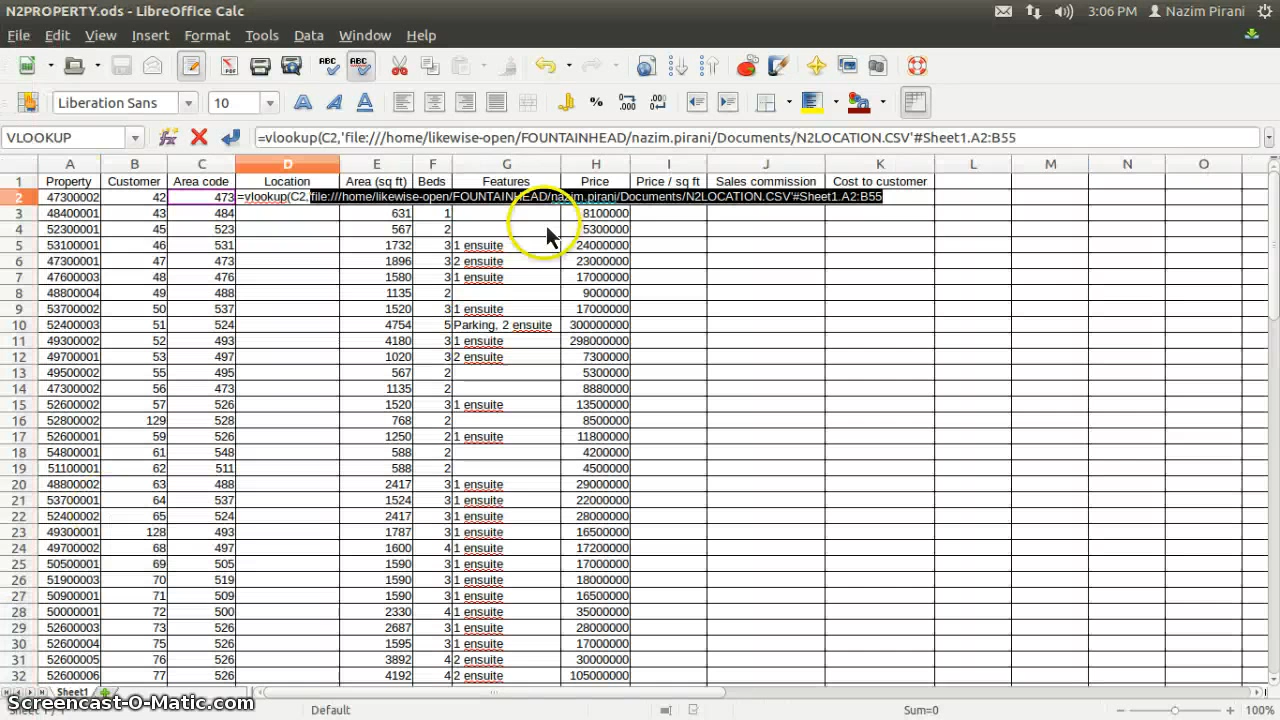 N2PROPERTY.ods - LibreOffice Calc 3:06 PM Nazim Pirani
File Edit View Insert Format Tools Data Window Help
Liberation Sans 10
VLOOKUP =vlookup(C2,'file:///home/likewise-open/FOUNTAINHEAD/nazim.pirani/Documents/N2LOCATION.CSV'#Sheet1.A2:B55
A B C D E F G H I J K L M N O
1 Property Customer Area code Location Area (sq ft) Beds Features Price Price / sq ft Sales commission Cost to customer
2 47300002 42 473 =vlookup(C2,'file:///home/likewise-open/FOUNTAINHEAD/nazim.pirani/Documents/N2LOCATION.CSV'#Sheet1.A2:B55
3 48400001 43 484 631 1 8100000
4 52300001 45 523 567 2 5300000
5 53100001 46 531 1732 3 1 ensuite 24000000
6 47300001 47 473 1896 3 2 ensuite 23000000
7 47600003 48 476 1580 3 1 ensuite 17000000
8 48800004 49 488 1135 2 9000000
9 53700002 50 537 1520 3 1 ensuite 17000000
10 52400003 51 524 4754 5 Parking, 2 ensuite 300000000
11 49300002 52 493 4180 3 1 ensuite 298000000
12 49700001 53 497 1020 3 2 ensuite 7300000
13 49500002 55 495 567 2 5300000
14 47300002 56 473 1135 2 8880000
15 52600002 57 526 1520 3 1 ensuite 13500000
16 52800002 129 528 768 2 8500000
17 52600001 59 526 1250 2 1 ensuite 11800000
18 54800001 61 548 588 2 4200000
19 51100001 62 511 588 2 4500000
20 48800002 63 488 2417 3 1 ensuite 29000000
21 53700001 64 537 1524 3 1 ensuite 22000000
22 52400002 65 524 2417 3 1 ensuite 28000000
23 49300001 128 493 1787 3 1 ensuite 16500000
24 49700002 68 497 1600 4 1 ensuite 17200000
25 50500001 69 505 1590 3 1 ensuite 17000000
26 51900003 70 519 1590 3 1 ensuite 18000000
27 50900001 71 509 1590 3 1 ensuite 16500000
28 50000001 72 500 2330 4 1 ensuite 35000000
29 52600003 73 526 2687 3 1 ensuite 28000000
30 52600004 75 526 1595 3 1 ensuite 17000000
31 52600005 76 526 3892 4 2 ensuite 30000000
32 52600006 77 526 4192 4 2 ensuite 105000000
Sheet1
Screencast-O-Matic.com
Default Sum=0 100%